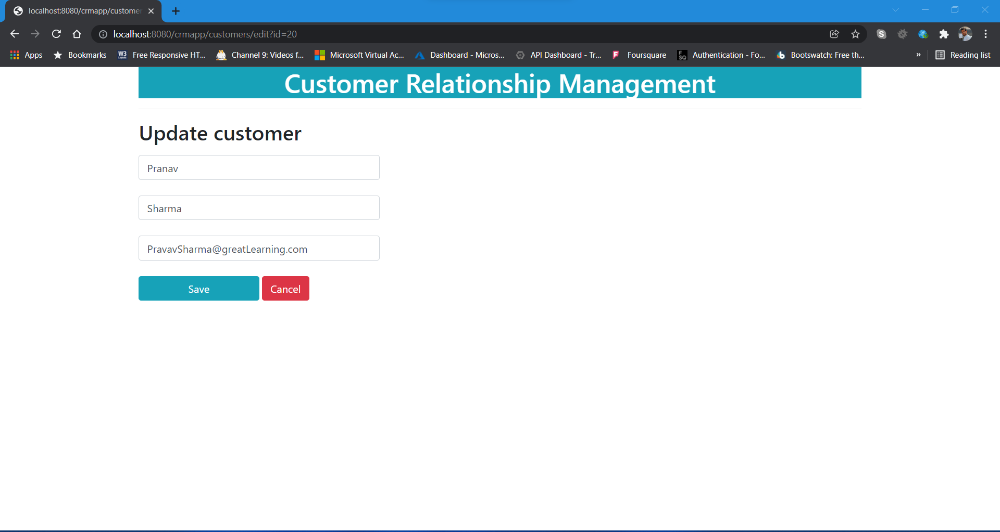 localhost:8080/crmapp/customer
localhost:8080/crmapp/customers/edit?id=20
Apps Bookmarks Free Responsive HT... Channel 9: Videos f... Microsoft Virtual Ac... Dashboard - Micros... API Dashboard - Tr... Foursquare Authentication - Fo... Bootswatch: Free th... » Reading list
Customer Relationship Management
Update customer
Pranav
Sharma
PravavSharma@greatLearning.com
Save Cancel